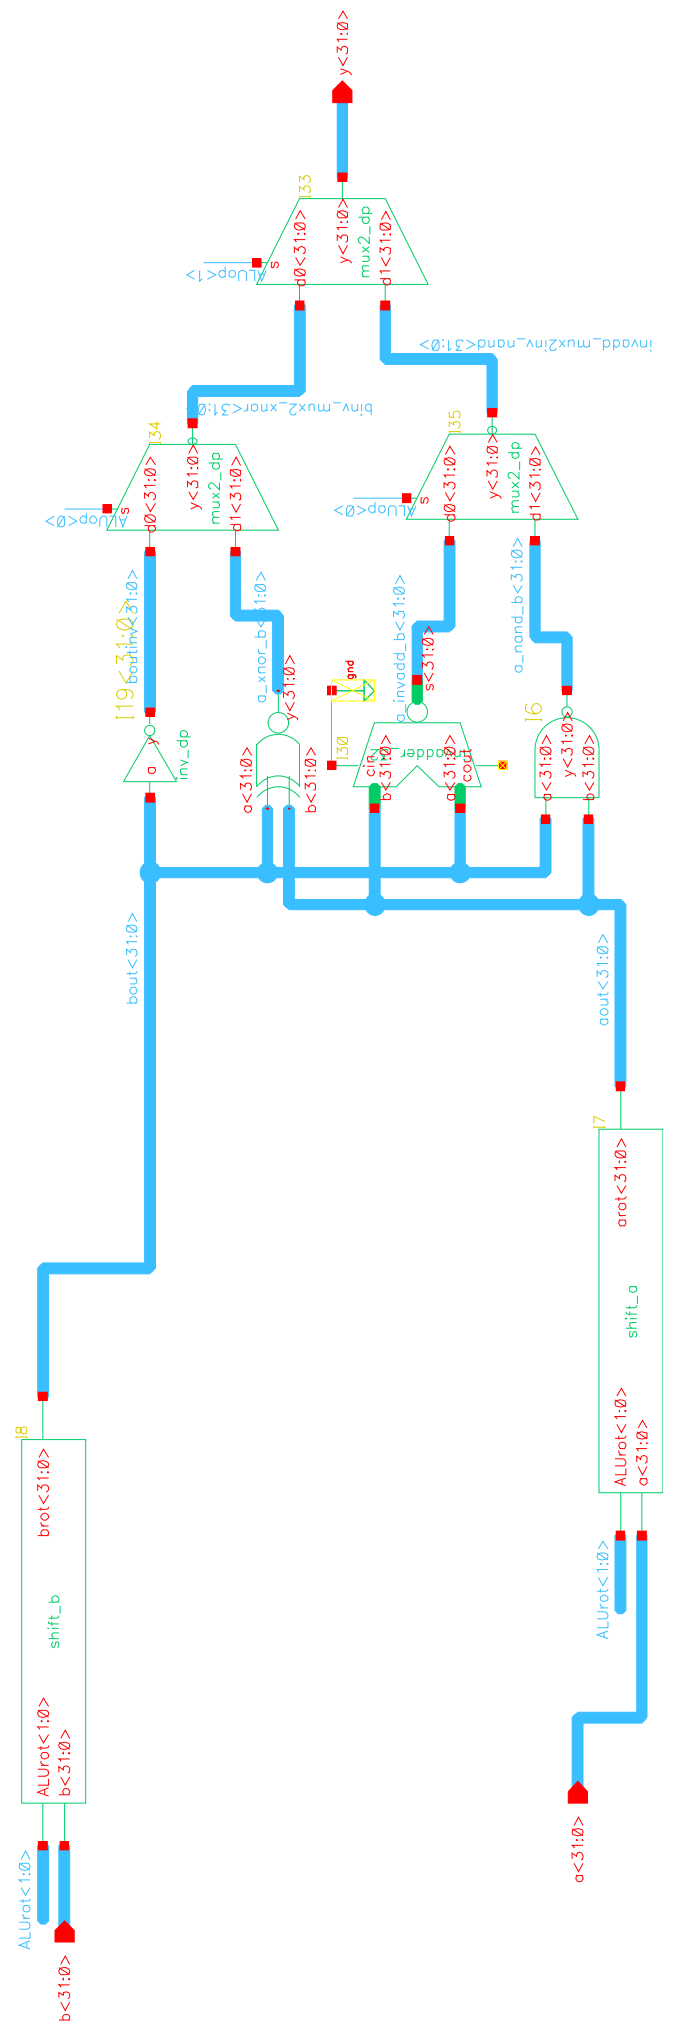 y<31:0>
I33
d0<31:0>
y<31:0>
mux2_dp
d1<31:0>
s
ALUop<1>
invadd_mux2inv_nand<31:0>
binv_mux2_xnor<31:0>
I34
d0<31:0>
y<31:0>
mux2_dp
d1<31:0>
s
ALUop<0>
I35
d0<31:0>
y<31:0>
mux2_dp
d1<31:0>
s
ALUop<0>
I19<31:0>
boutinv<31:0>
a_xnor_b<31:0>
a_invadd_b<31:0>
a_nand_b<31:0>
a
y
inv_dp
a<31:0>
y<31:0>
b<31:0>
gnd
I30
s<31:0>
cin
b<31:0>
a<31:0>
cout
I6
a<31:0>
y<31:0>
b<31:0>
bout<31:0>
aout<31:0>
I7
arot<31:0>
shift_a
ALUrot<1:0>
a<31:0>
I8
brot<31:0>
shift_b
ALUrot<1:0>
b<31:0>
ALUrot<1:0>
a<31:0>
ALUrot<1:0>
b<31:0>